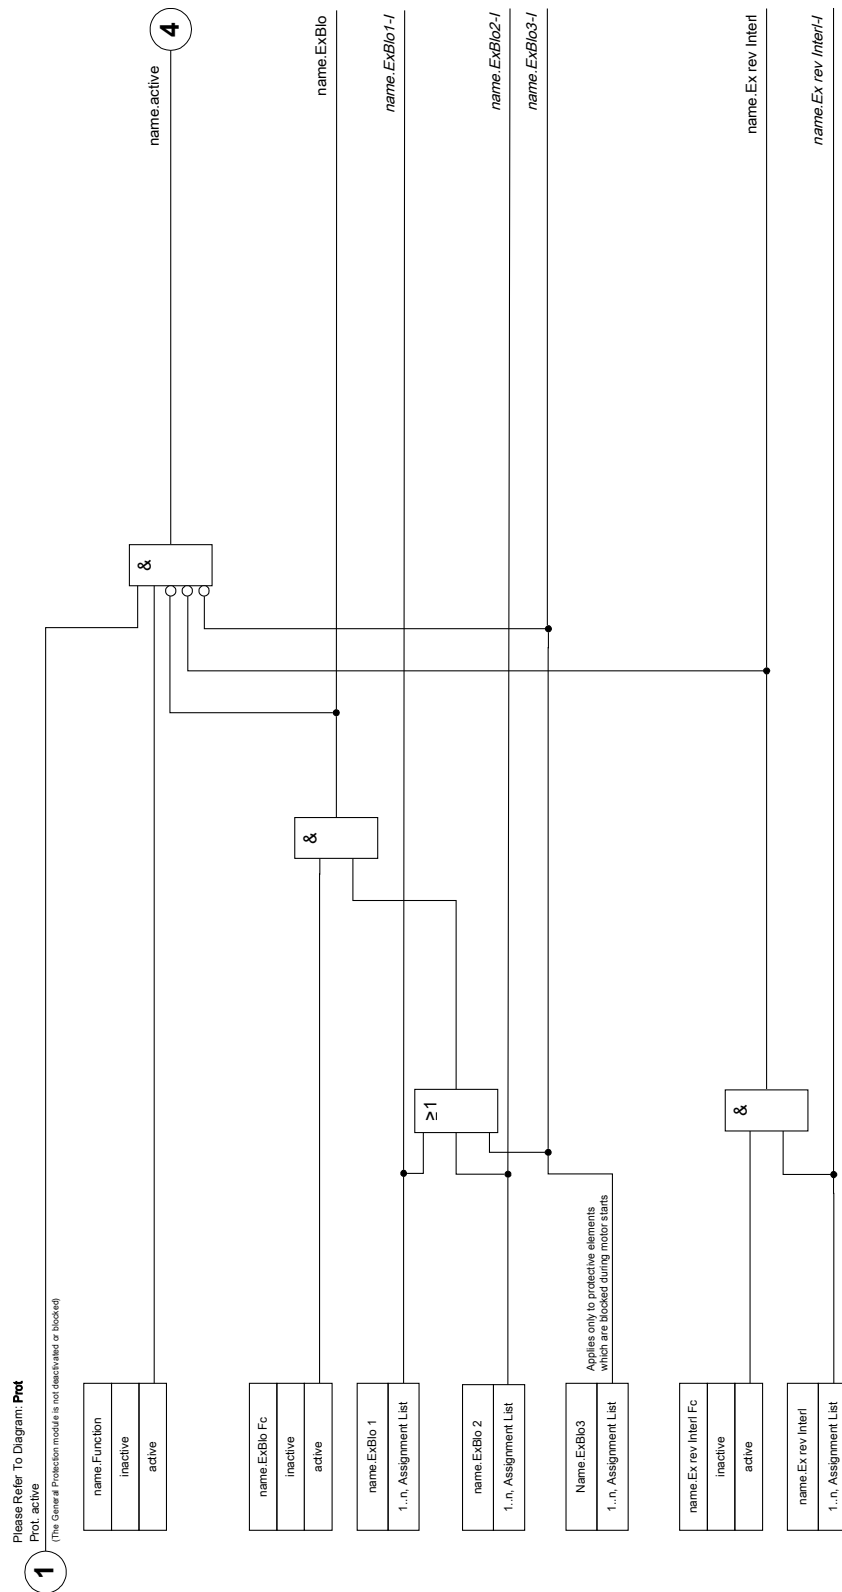 Please Refer To Diagram: Prot
Prot. active
1
(The General Protection module is not deactivated or blocked)
name.Function
inactive
active
&
name.active
4
name.ExBlo Fc
inactive
active
&
name.ExBlo
name.ExBlo 1
1..n, Assignment List
name.ExBlo1-I
≥1
name.ExBlo 2
1..n, Assignment List
name.ExBlo2-I
Name.ExBlo3
1..n, Assignment List
Applies only to protective elements
which are blocked during motor starts
name.ExBlo3-I
name.Ex rev Interl Fc
inactive
active
&
name.Ex rev Interl
name.Ex rev Interl
1..n, Assignment List
name.Ex rev Interl-I